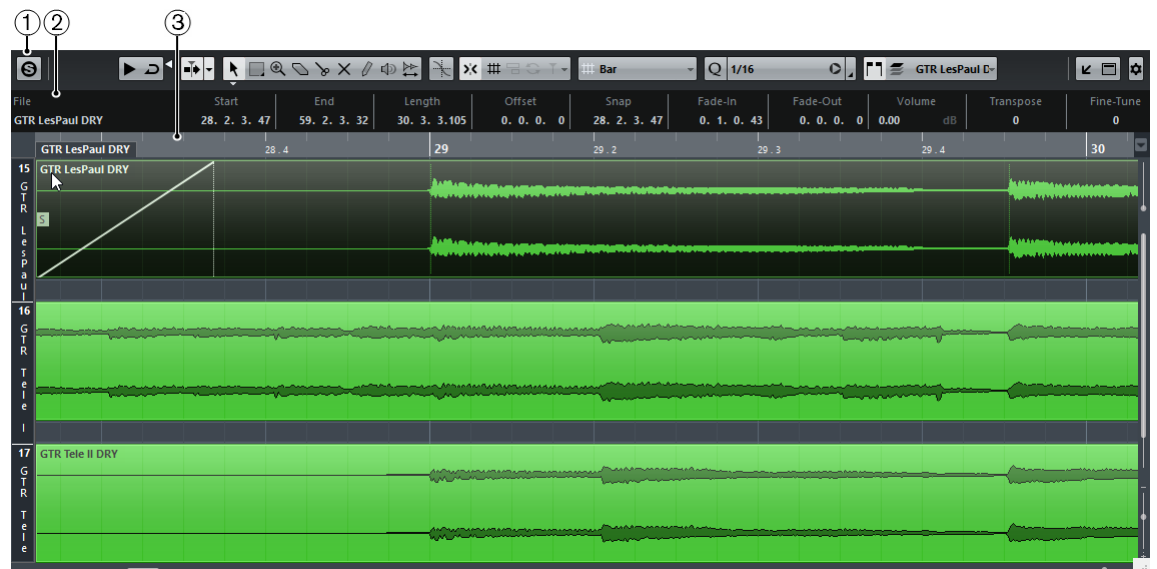 1 2 3
S Bar Q 1/16 GTR LesPaul D
File Start End Length Offset Snap Fade-In Fade-Out Volume Transpose Fine-Tune
GTR LesPaul DRY 28. 2. 3. 47 59. 2. 3. 32 30. 3. 3.105 0. 0. 0. 0 28. 2. 3. 47 0. 1. 0. 43 0. 0. 0. 0 0.00 dB 0 0
GTR LesPaul DRY 28.4 29 29.2 29.3 29.4 30
15 GTR LesPaul DRY
GTR LesPaul
S
16
GTR Tele I
17 GTR Tele II DRY
GTR Tele